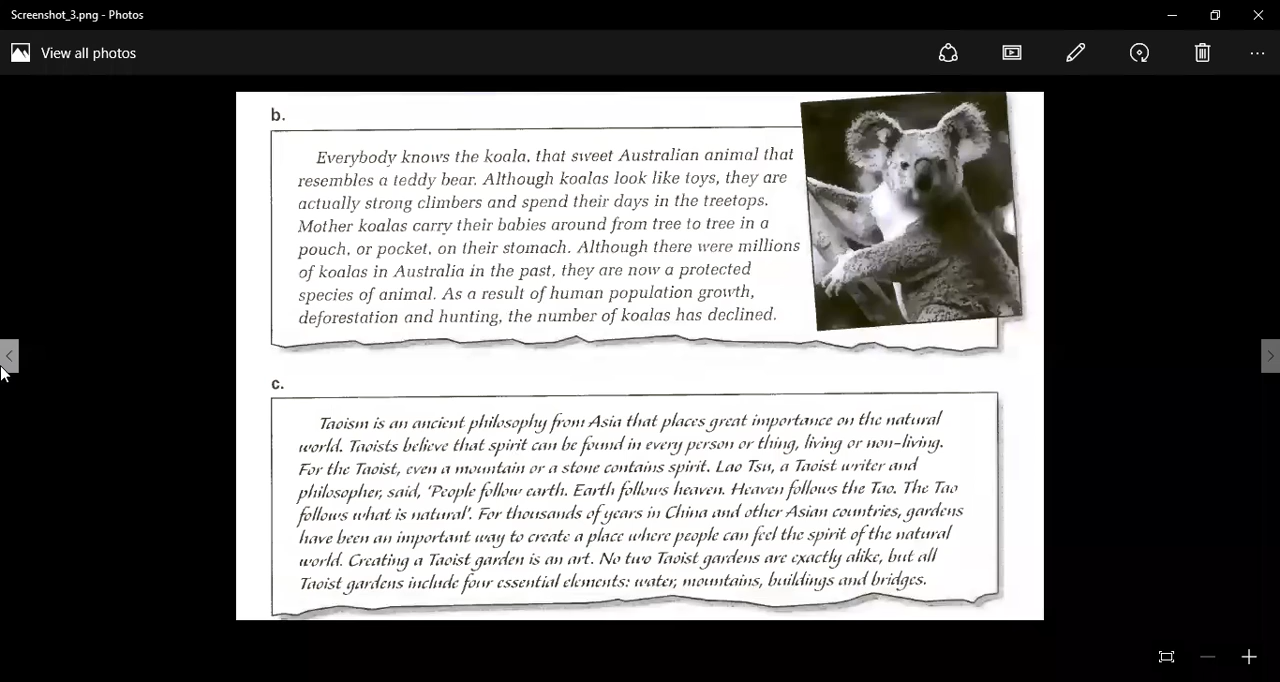 Screenshot_3.png - Photos
View all photos
b.
Everybody knows the koala, that sweet Australian animal that
resembles a teddy bear. Although koalas look like toys, they are
actually strong climbers and spend their days in the treetops.
Mother koalas carry their babies around from tree to tree in a
pouch, or pocket, on their stomach. Although there were millions
of koalas in Australia in the past, they are now a protected
species of animal. As a result of human population growth,
deforestation and hunting, the number of koalas has declined.
c.
Taoism is an ancient philosophy from Asia that places great importance on the natural
world. Taoists believe that spirit can be found in every person or thing, living or non-living.
For the Taoist, even a mountain or a stone contains spirit. Lao Tsu, a Taoist writer and
philosopher, said, 'People follow earth. Earth follows heaven. Heaven follows the Tao. The Tao
follows what is natural'. For thousands of years in China and other Asian countries, gardens
have been an important way to create a place where people can feel the spirit of the natural
world. Creating a Taoist garden is an art. No two Taoist gardens are exactly alike, but all
Taoist gardens include four essential elements: water, mountains, buildings and bridges.